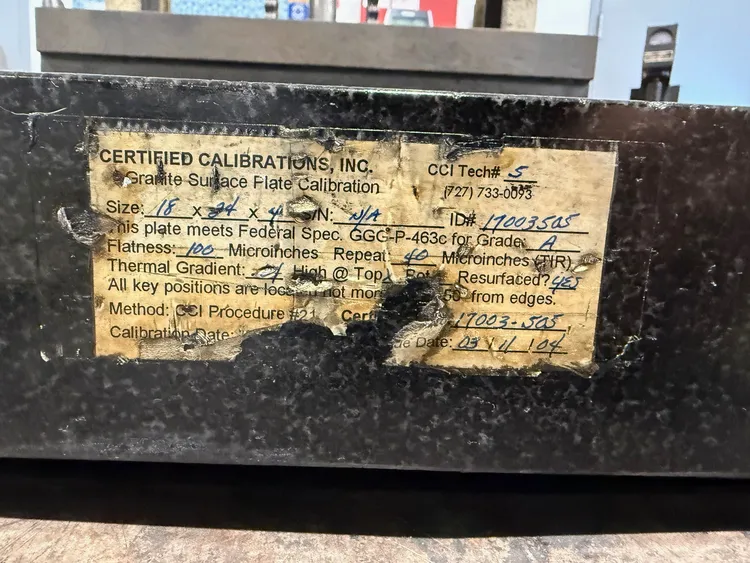 CERTIFIED CALIBRATIONS, INC. CCI Tech# 5
Granite Surface Plate Calibration (727) 733-0093
Size: 18 x 24 x 4 S/N: N/A ID# 17003505
This plate meets Federal Spec. GGG-P-463c for Grade: A
Flatness: 100 Microinches Repeat: 40 Microinches (TIR)
Thermal Gradient: High @ Top Resurfaced? YES
All key positions are not from edges.
Method: CCI Procedure #21 17003-505
Calibration Date: Date: 03/11/04